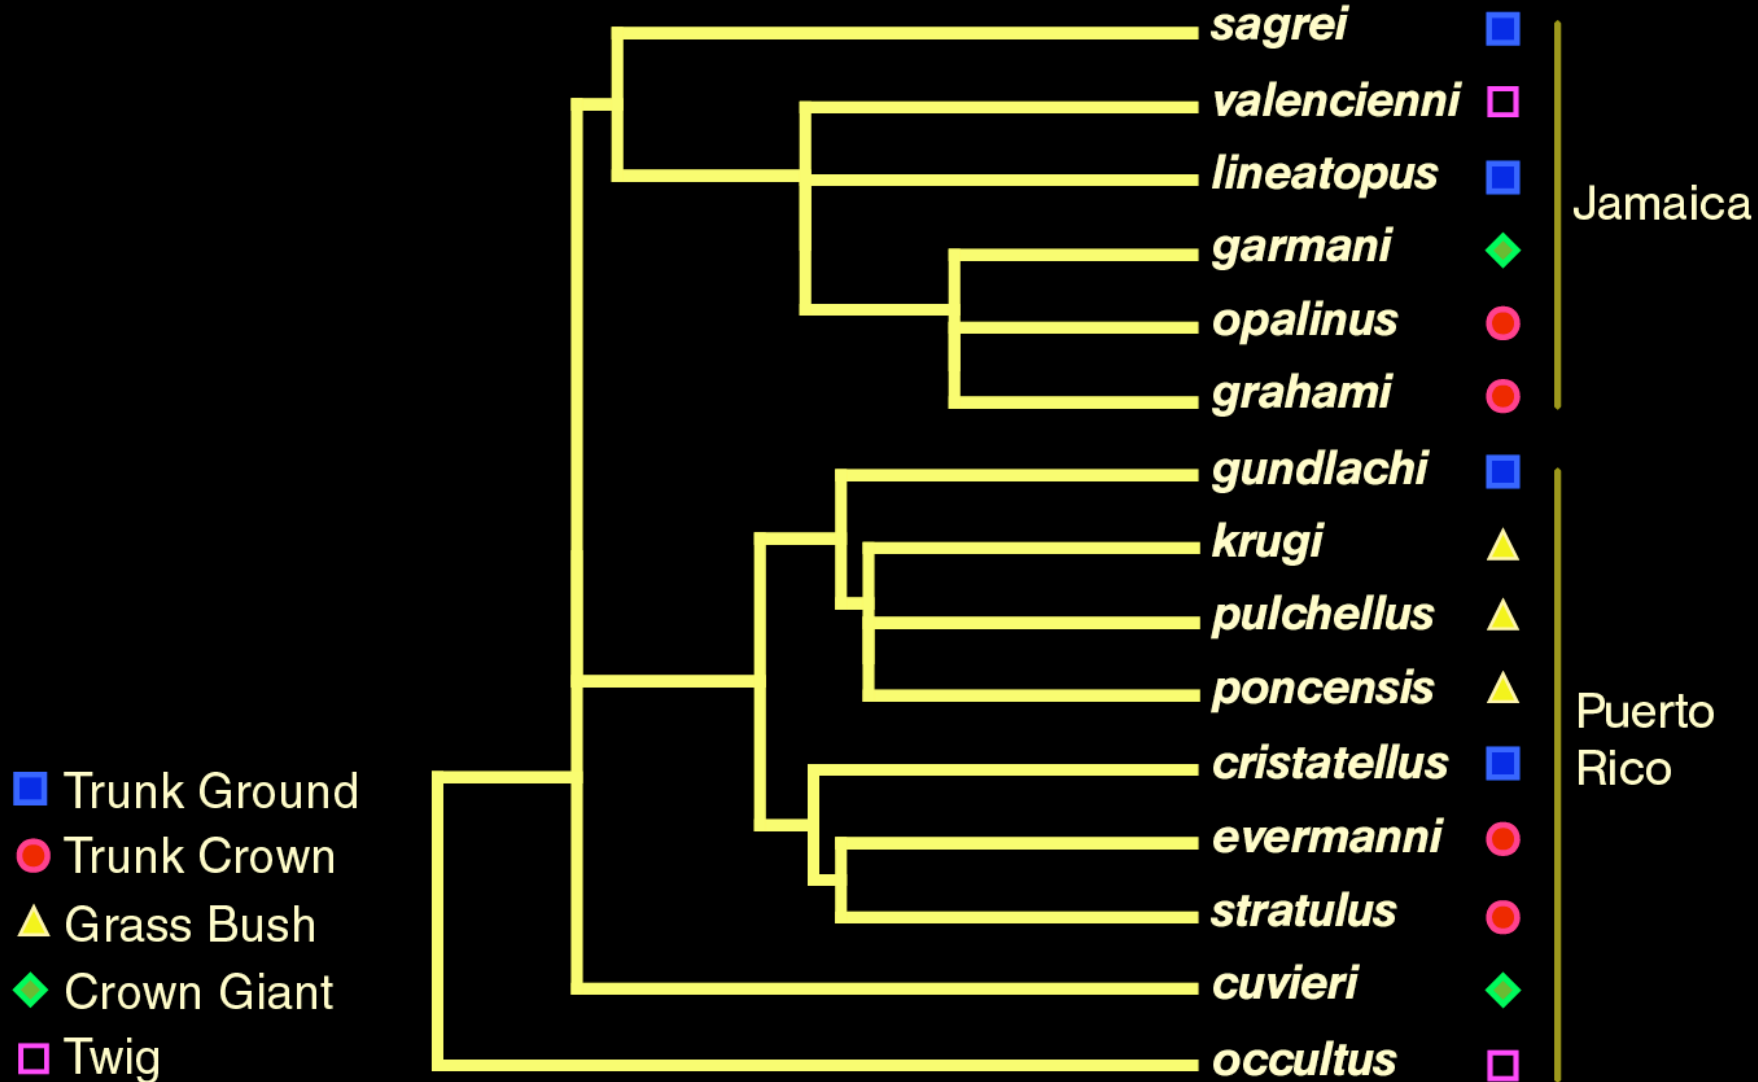 sagrei
valencienni
lineatopus
garmani
opalinus
grahami
Jamaica
gundlachi
krugi
pulchellus
poncensis
cristatellus
evermanni
stratulus
cuvieri
occultus
Puerto
Rico
Trunk Ground
Trunk Crown
Grass Bush
Crown Giant
Twig